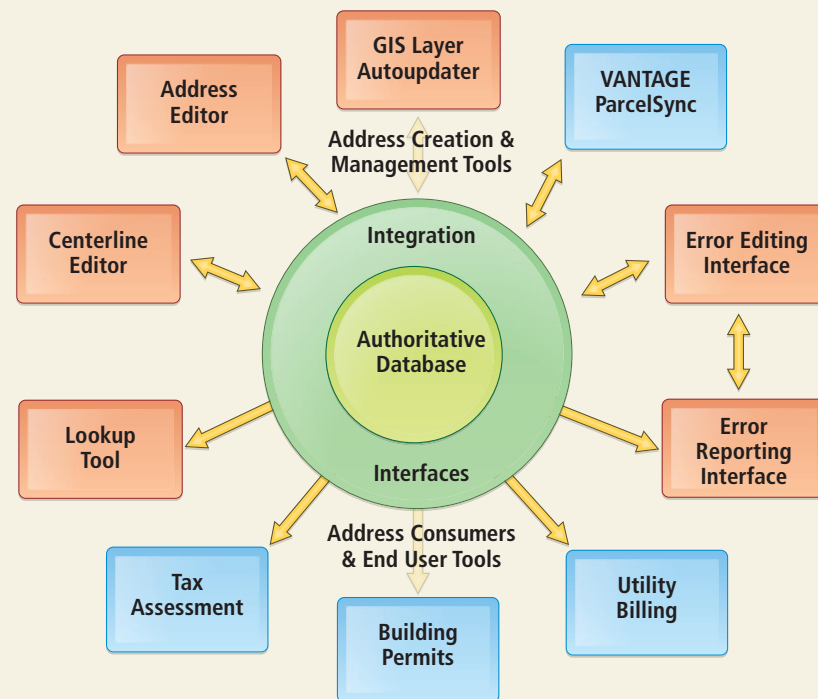 GIS Layer
Autoupdater
Address
Editor
VANTAGE
ParcelSync
Address Creation &
Management Tools
Centerline
Editor
Integration
Error Editing
Interface
Authoritative
Database
Lookup
Tool
Interfaces
Error
Reporting
Interface
Address Consumers
& End User Tools
Tax
Assessment
Building
Permits
Utility
Billing